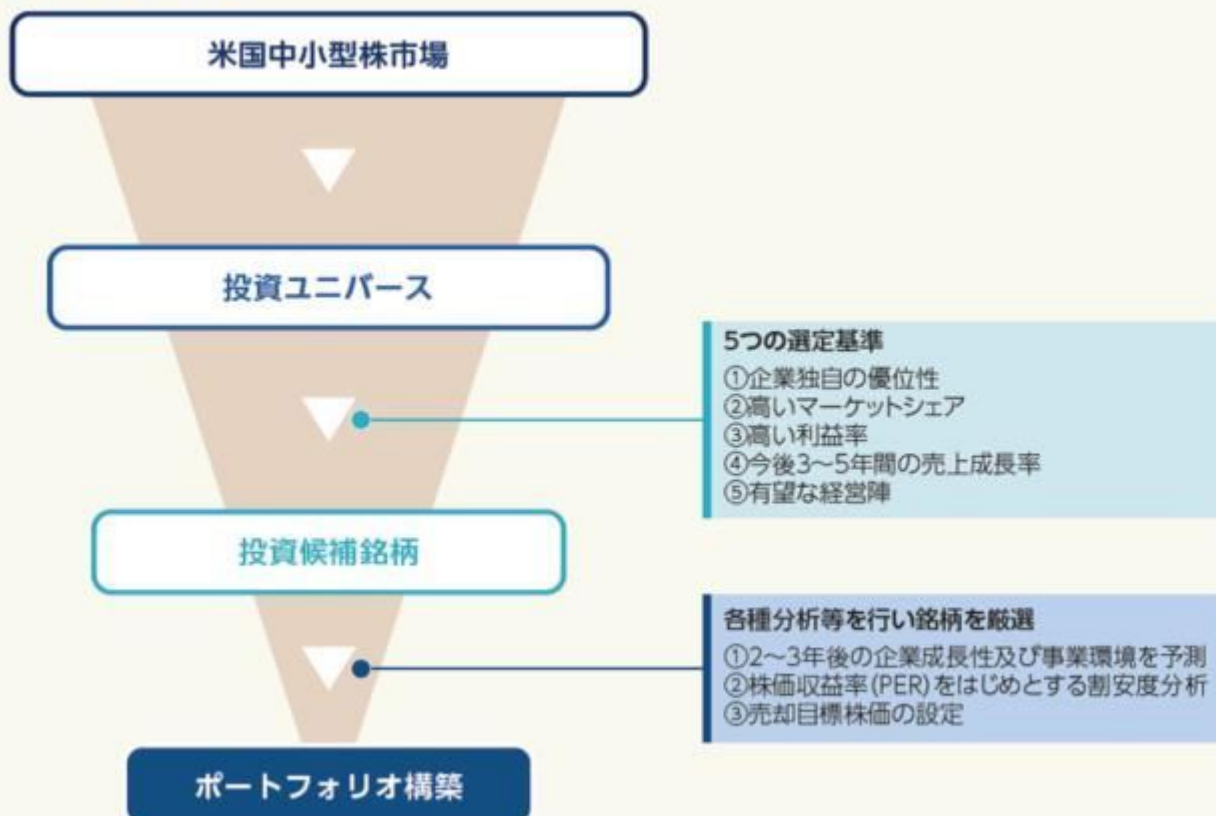 米国中小型株市場
投資ユニバース
5つの選定基準
①企業独自の優位性
②高いマーケットシェア
③高い利益率
④今後3～5年間の売上成長率
⑤有望な経営陣
投資候補銘柄
各種分析等を行い銘柄を厳選
①2～3年後の企業成長性及び事業環境を予測
②株価収益率(PER)をはじめとする割安度分析
③売却目標株価の設定
ポートフォリオ構築